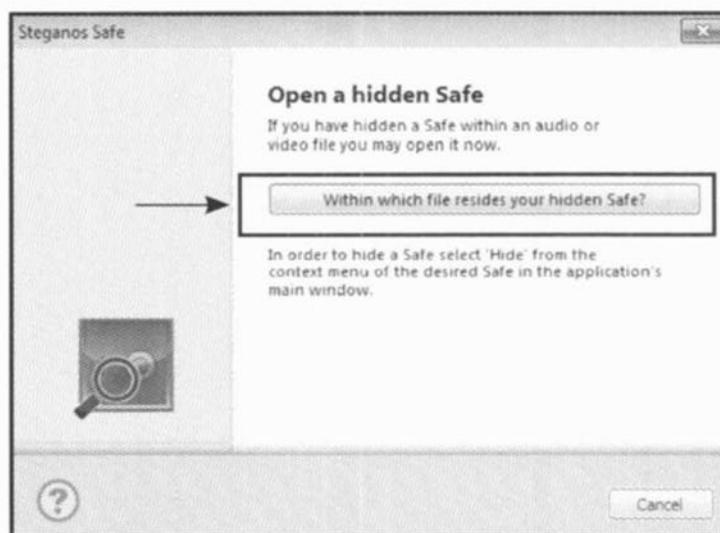 Steganos Safe
Open a hidden Safe
If you have hidden a Safe within an audio or
video file you may open it now.
Within which file resides your hidden Safe?
In order to hide a Safe select 'Hide' from the
context menu of the desired Safe in the application's
main window.
?
Cancel